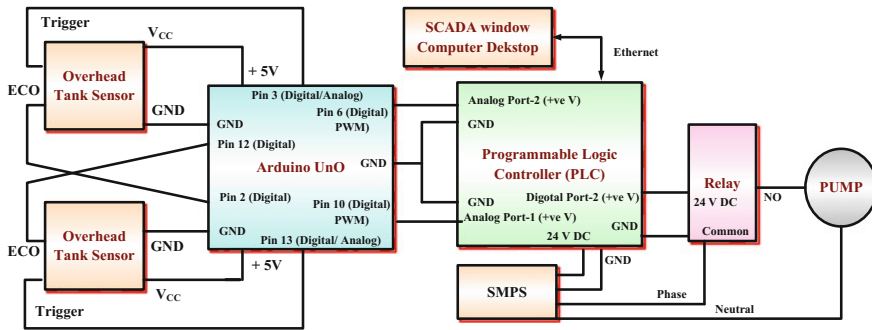 Trigger
V_CC
+ 5V
Overhead
Tank Sensor
ECO
GND
Pin 3 (Digital/Analog)
Pin 6 (Digital)
PWM)
GND
Pin 12 (Digital)
Arduino UnO
GND
Pin 2 (Digital)
Pin 10 (Digital)
PWM)
GND
Pin 13 (Digital/ Analog)
Overhead
Tank Sensor
ECO
GND
+ 5V
V_CC
Trigger
SCADA window
Computer Dekstop
Ethernet
Analog Port-2 (+ve V)
GND
Programmable Logic
Controller (PLC)
GND
Digotal Port-2 (+ve V)
Analog Port-1 (+ve V)
GND
24 V DC
GND
SMPS
Relay
24 V DC
Common
NO
PUMP
Phase
Neutral